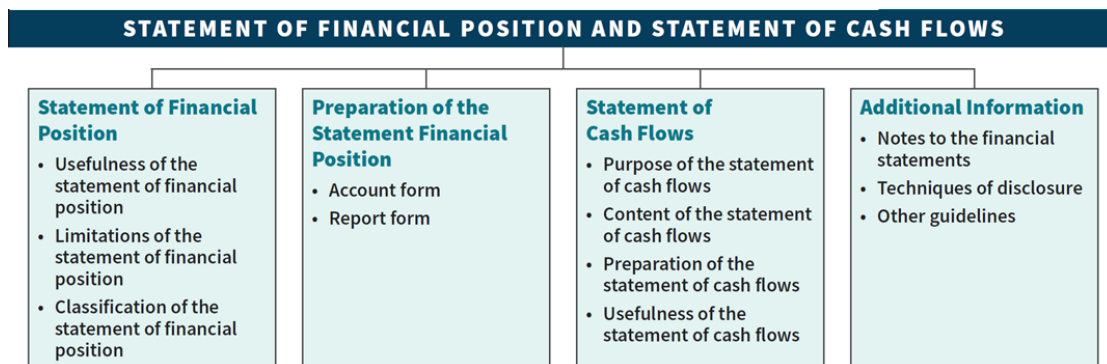 STATEMENT OF FINANCIAL POSITION AND STATEMENT OF CASH FLOWS
Statement of Financial
Position
• Usefulness of the
statement of financial
position
• Limitations of the
statement of financial
position
• Classification of the
statement of financial
position
Preparation of the
Statement Financial
Position
• Account form
• Report form
Statement of
Cash Flows
• Purpose of the statement
of cash flows
• Content of the statement
of cash flows
• Preparation of the
statement of cash flows
• Usefulness of the
statement of cash flows
Additional Information
• Notes to the financial
statements
• Techniques of disclosure
• Other guidelines